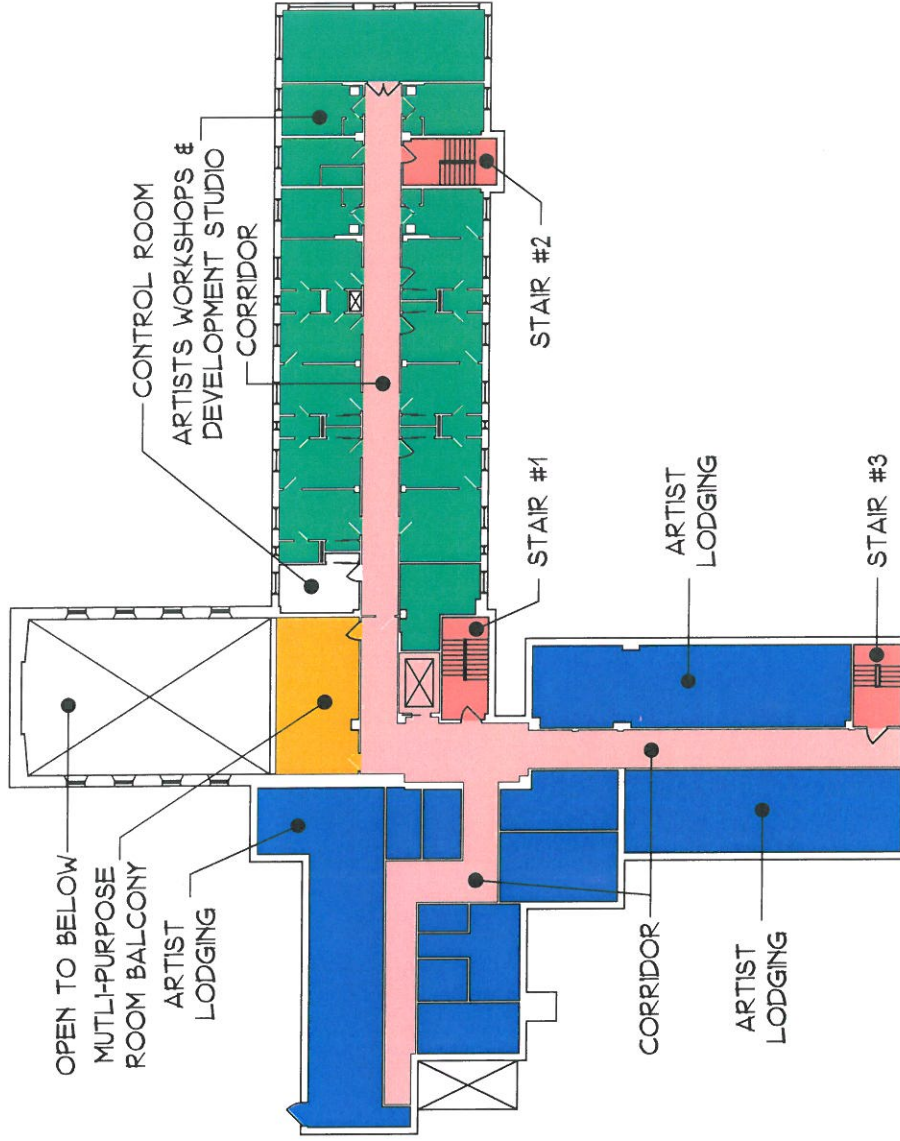 OPEN TO BELOW
MUTLI-PURPOSE
ROOM BALCONY
ARTIST
LODGING
CONTROL ROOM
ARTISTS WORKSHOPS &
DEVELOPMENT STUDIO
CORRIDOR
STAIR #2
STAIR #1
ARTIST
LODGING
STAIR #3
CORRIDOR
ARTIST
LODGING